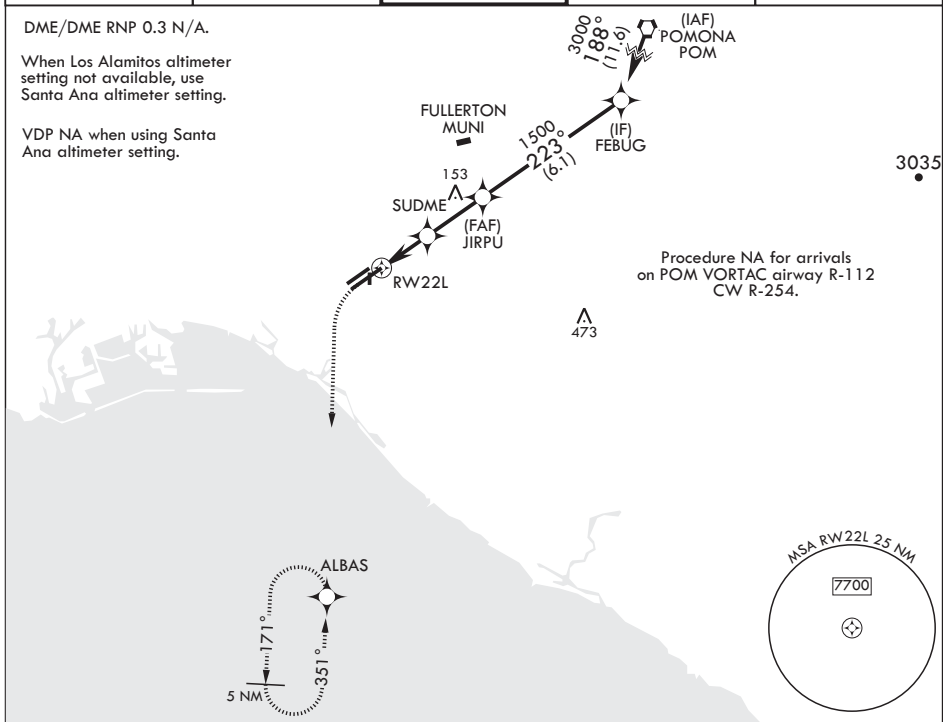 DME/DME RNP 0.3 N/A.
When Los Alamitos altimeter
setting not available, use
Santa Ana altimeter setting.
VDP NA when using Santa
Ana altimeter setting.
3000
188°
(11.6)
(IAF)
POMONA
POM
FULLERTON
MUNI
1500
223°
(6.1)
(IF)
FEBUG
3035
153
SUDME
(FAF)
JIRPU
RW22L
Procedure NA for arrivals
on POM VORTAC airway R-112
CW R-254.
473
ALBAS
171°
351°
5 NM
MSA RW22L 25 NM
7700